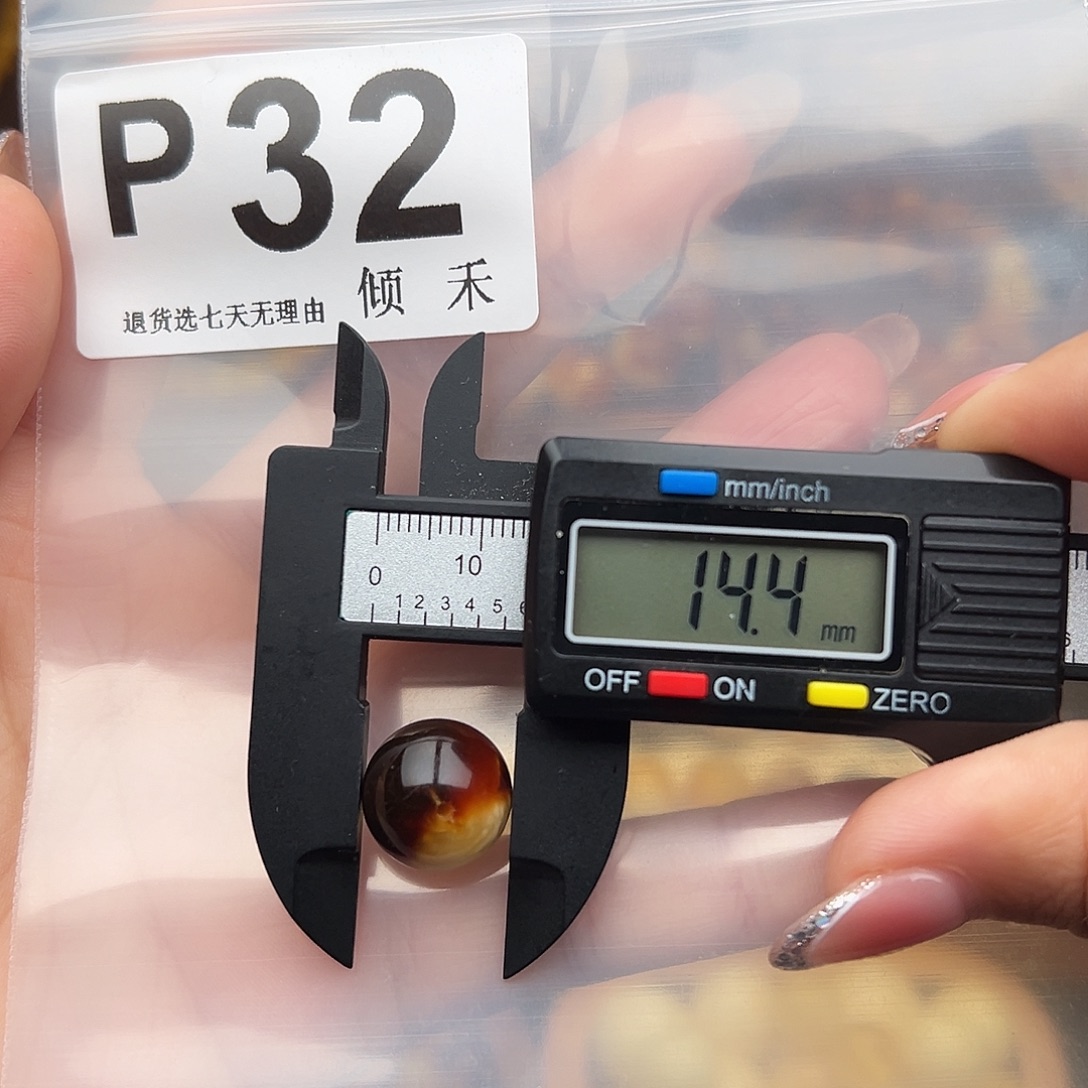 P32
退货选七天无理由 倾 禾
mm/inch
14.4 mm
OFF ON ZERO
0 10
1 2 3 4 5